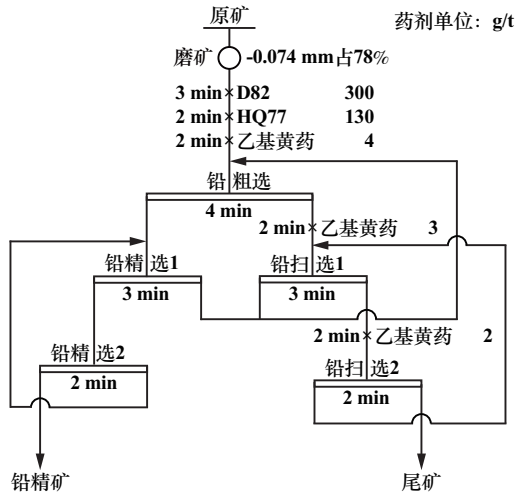 原矿
药剂单位：g/t
磨矿 -0.074 mm占78%
3 min D82 300
2 min HQ77 130
2 min 乙基黄药 4
铅粗选
4 min
2 min 乙基黄药 3
铅精选1
3 min
铅扫选1
3 min
2 min 乙基黄药 2
铅精选2
2 min
铅扫选2
2 min
铅精矿
尾矿